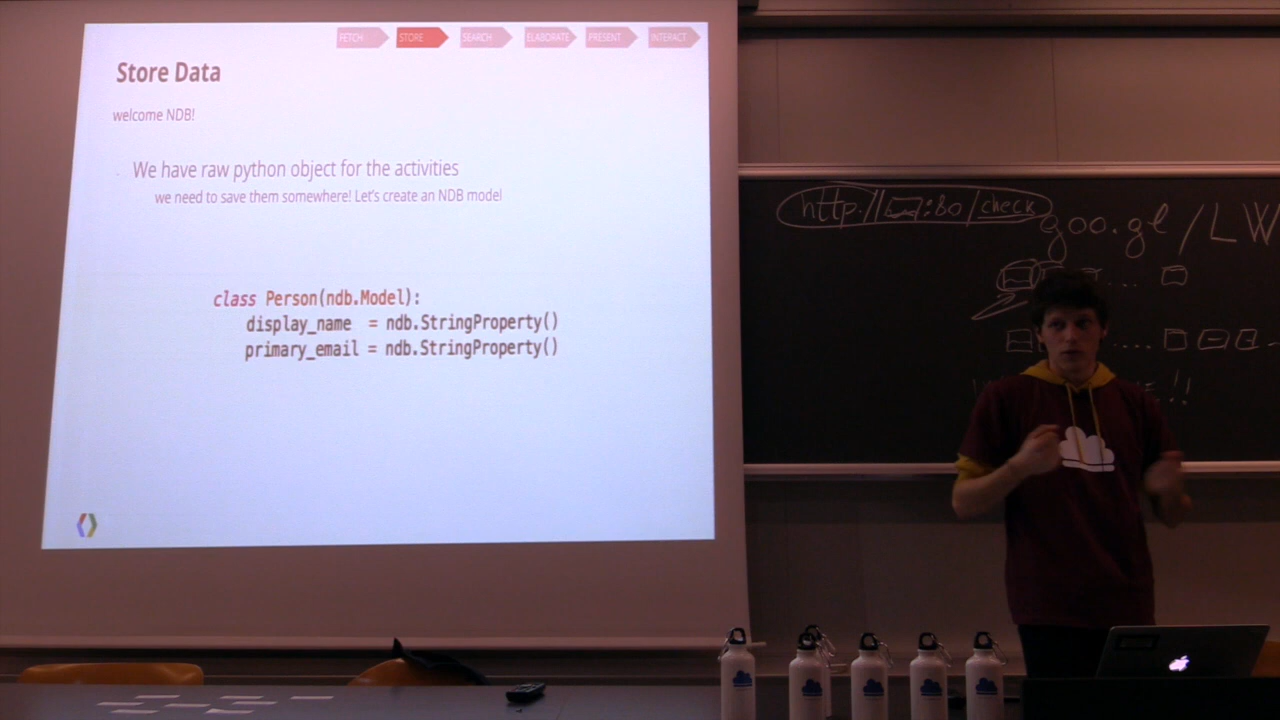 FETCH
STORE
SEARCH
ELABORATE
PRESENT
INTERACT
Store Data
welcome NDB!
We have raw python object for the activities
we need to save them somewhere! Let's create an NDB model
class Person(ndb.Model):
display_name = ndb.StringProperty()
primary_email = ndb.StringProperty()
http:// :80/check
goo.gl/LW